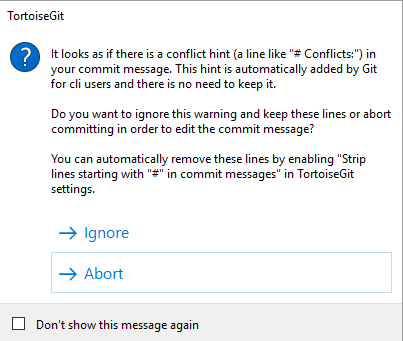 TortoiseGit
It looks as if there is a conflict hint (a line like "# Conflicts:") in
your commit message. This hint is automatically added by Git
for cli users and there is no need to keep it.
Do you want to ignore this warning and keep these lines or abort
committing in order to edit the commit message?
You can automatically remove these lines by enabling "Strip
lines starting with "#" in commit messages" in TortoiseGit
settings.
Ignore
Abort
Don't show this message again